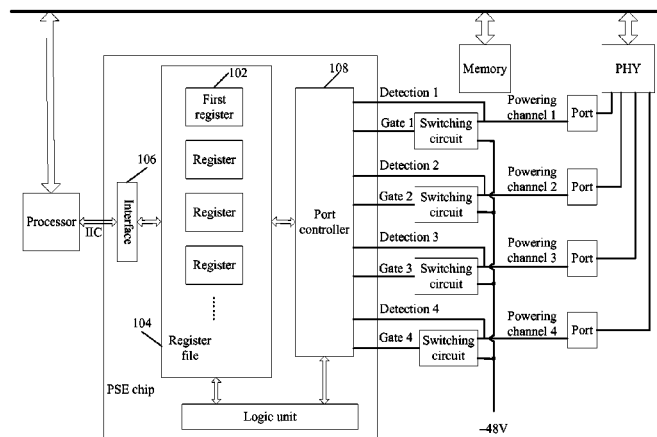 108
102
First
register
Register
Register
Register
106
Interface
Processor
IIC
104
Register
file
PSE chip
Port
controller
Logic unit
Memory
PHY
Detection 1
Gate 1
Switching
circuit
Powering
channel 1
Port
Detection 2
Gate 2
Switching
circuit
Powering
channel 2
Port
Detection 3
Gate 3
Switching
circuit
Powering
channel 3
Port
Detection 4
Gate 4
Switching
circuit
Powering
channel 4
Port
–48V